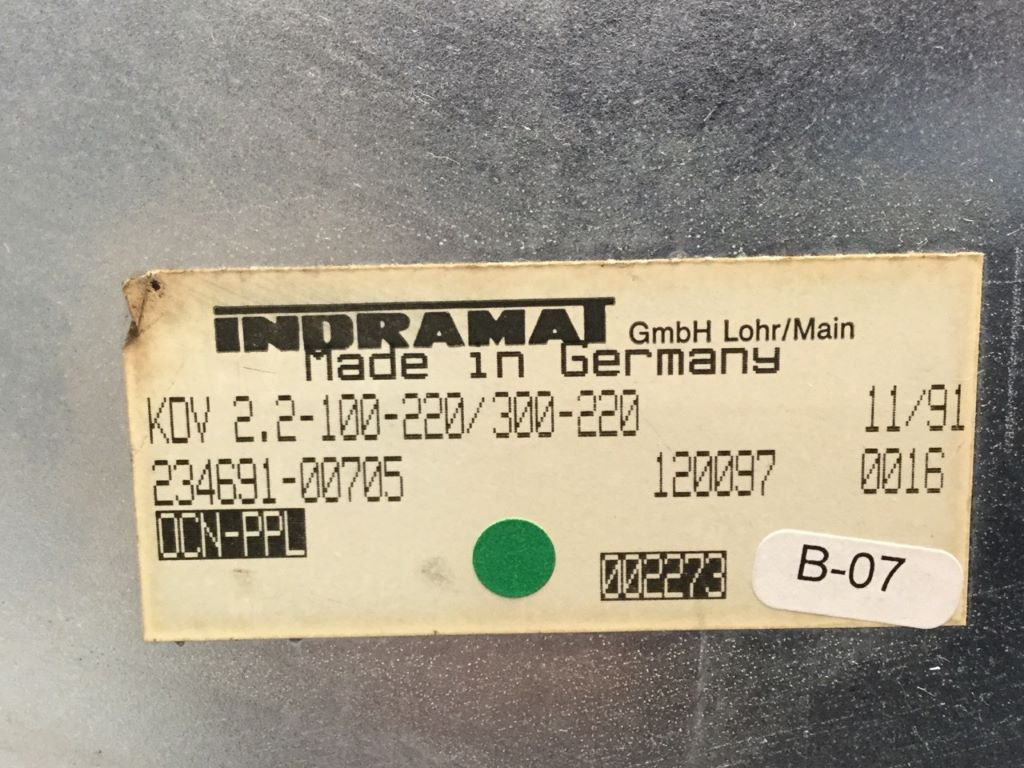 INDRAMAT GmbH Lohr/Main
Made in Germany
KDV 2.2-100-220/300-220 11/91
234691-00705 120097 0016
OCN-PPL
002273 B-07